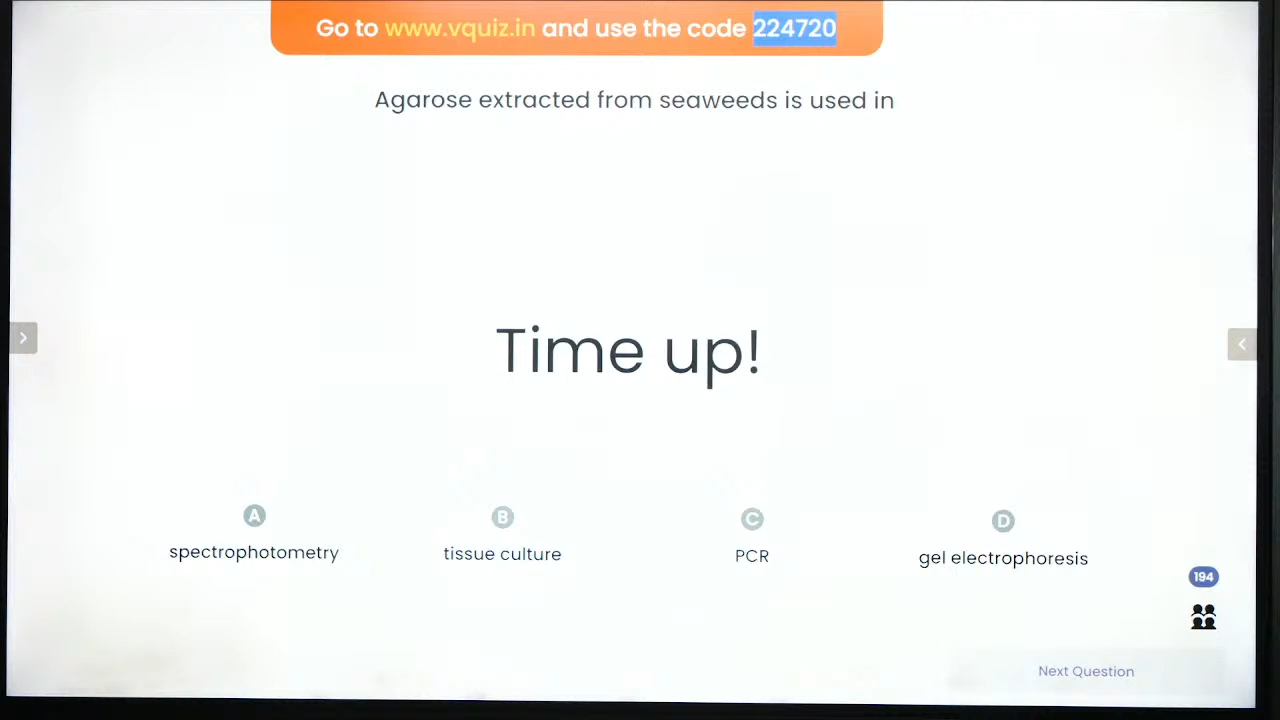 Go to www.vquiz.in and use the code 224720
Agarose extracted from seaweeds is used in
Time up!
A
spectrophotometry
B
tissue culture
C
PCR
D
gel electrophoresis
194
Next Question